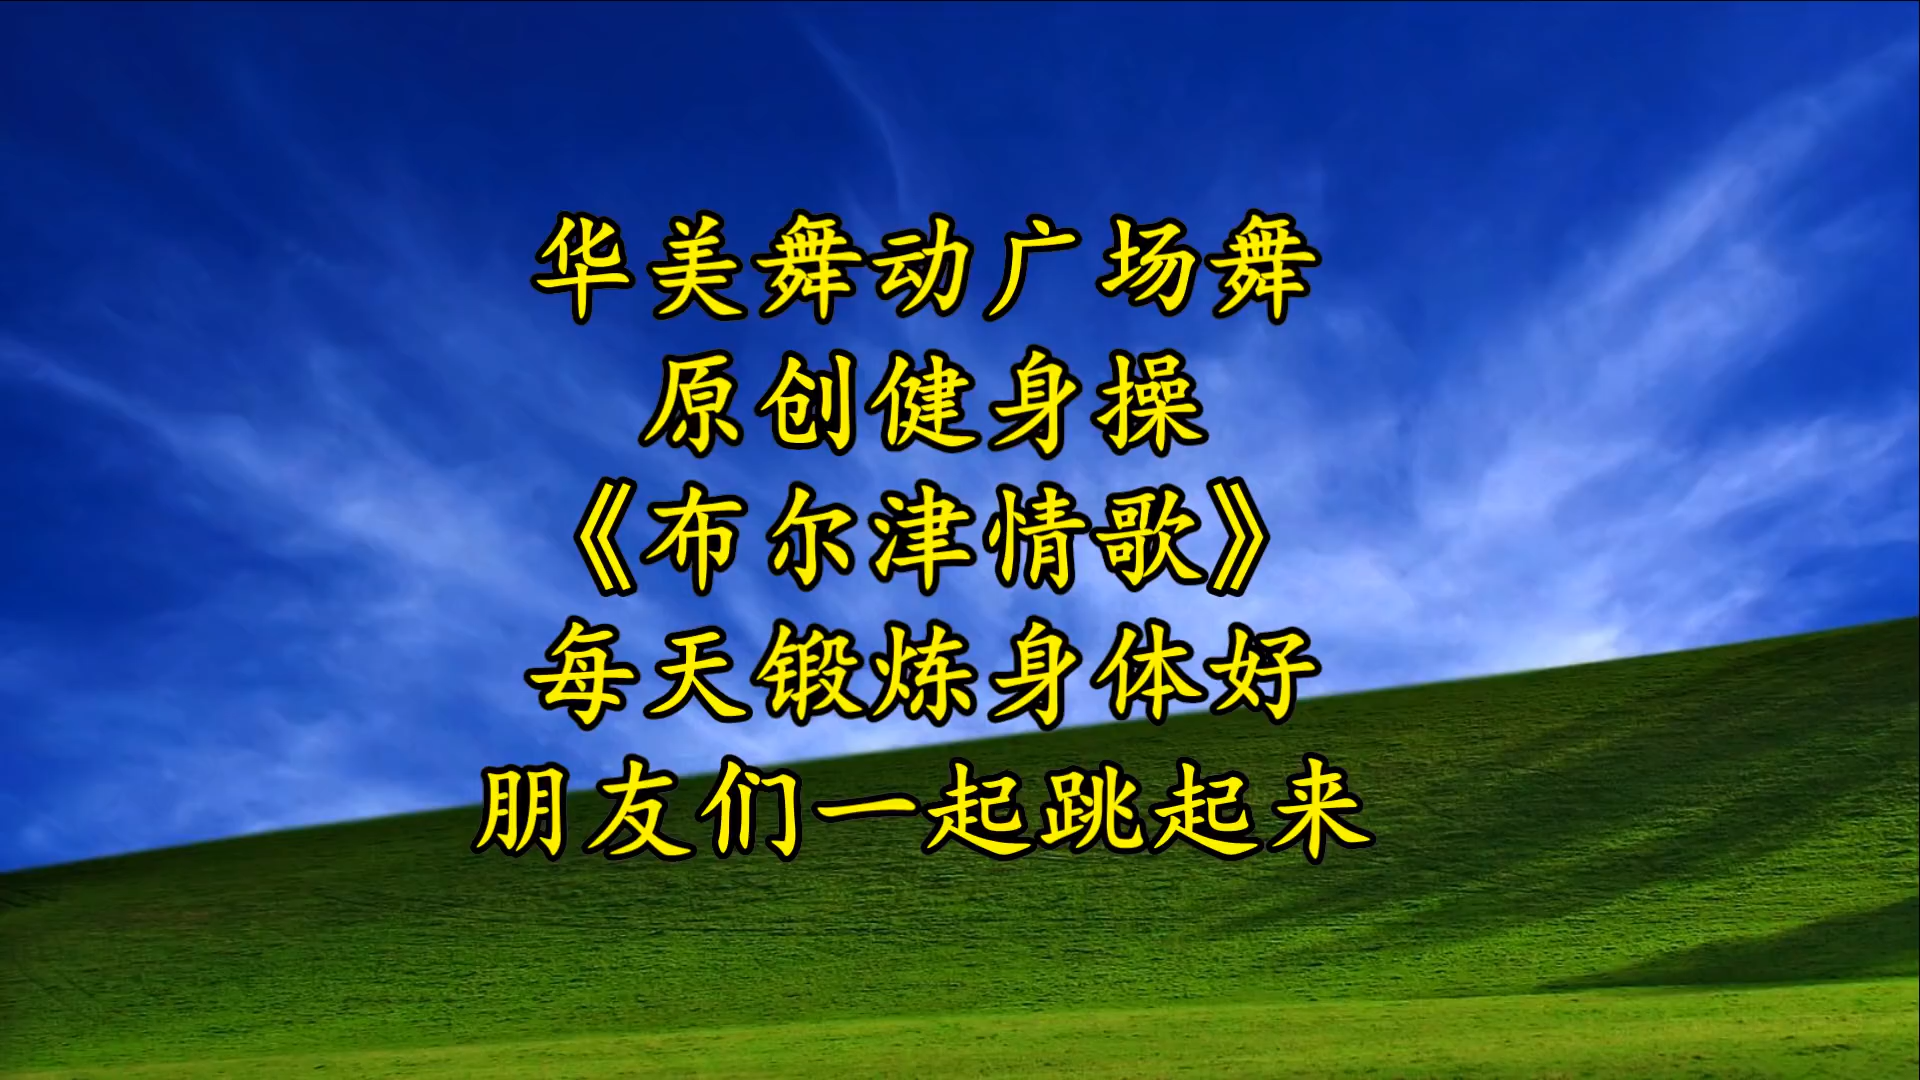 华美舞动广场舞
原创健身操
《布尔津情歌》
每天锻炼身体好
朋友们一起跳起来